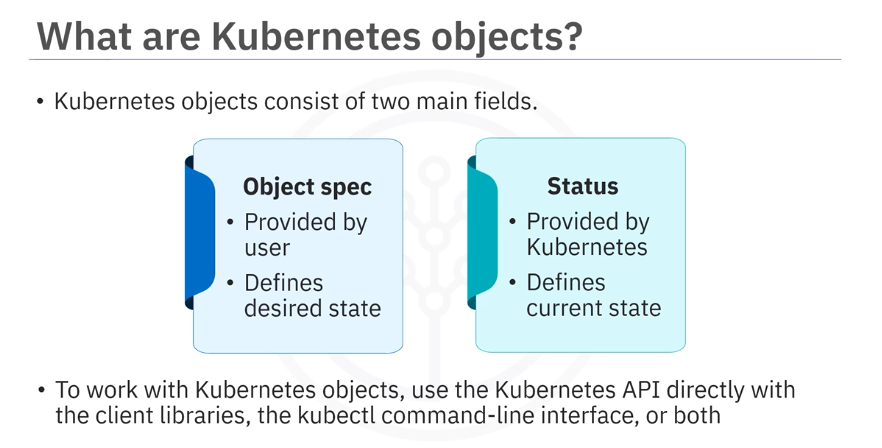 What are Kubernetes objects?
• Kubernetes objects consist of two main fields.
Object spec
• Provided by
user
• Defines
desired state
Status
• Provided by
Kubernetes
• Defines
current state
• To work with Kubernetes objects, use the Kubernetes API directly with
the client libraries, the kubectl command-line interface, or both